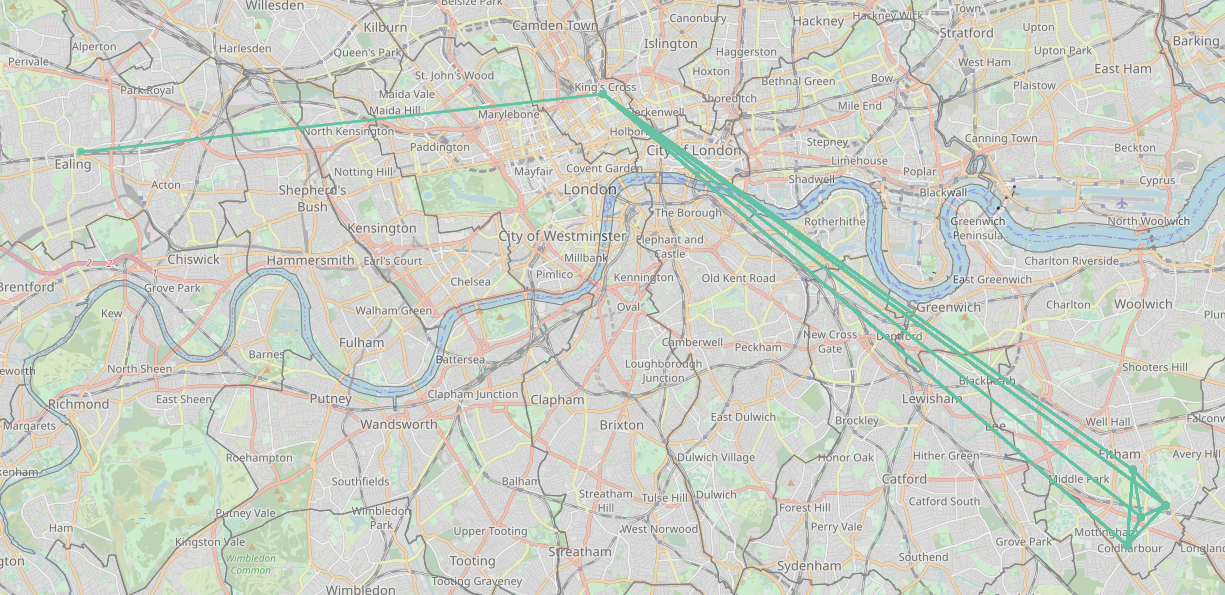 Willesden
Belsize Park
Canonbury
Hackney
Hackney Wick
Town
Kilburn
Camden Town
Stratford
Upton
Alperton
Harlesden
Queen's Park
Islington
Haggerston
Upton Park
Barking
Perivale
St. John's Wood
Hoxton
Bethnal Green
Bow
West Ham
East Ham
Park Royal
Maida Vale
King's Cross
Shoreditch
Mile End
Plaistow
Maida Hill
Marylebone
North Kensington
Holborn
Stepney
Canning Town
Beckton
Paddington
City of London
Ealing
Notting Hill
Mayfair
Covent Garden
Limehouse
Poplar
Acton
Shepherd's
Bush
London
Shadwell
Blackwall
Cyprus
Kensington
The Borough
Rotherhithe
Greenwich
Peninsula
North Woolwich
City of Westminster
Elephant and
Castle
2
2
Chiswick
Hammersmith
Earl's Court
Millbank
Charlton Riverside
Brentford
Grove Park
Chelsea
Pimlico
Kennington
Old Kent Road
East Greenwich
Kew
Walham Green
Oval
Greenwich
Charlton
Woolwich
Fulham
New Cross
Gate
Deptford
Barnes
Battersea
Camberwell
Peckham
North Sheen
Loughborough
Junction
Shooters Hill
Blackheath
Richmond
East Sheen
Putney
Clapham Junction
Clapham
Lewisham
Wandsworth
Brixton
East Dulwich
Brockley
Lee
Well Hall
Roehampton
Dulwich Village
Honor Oak
Hither Green
Eltham
Avery Hill
Southfields
Balham
Catford
Middle Park
Streatham
Hill
Tulse Hill
Dulwich
Forest Hill
Catford South
Putney Vale
Wimbledon
Park
Ham
Kingston Vale
Upper Tooting
West Norwood
Perry Vale
Mottingham
Wimbledon
Common
Streatham
Grove Park
Coldharbour
Tooting
Southend
Sydenham
Tooting Graveney
Wimbledon